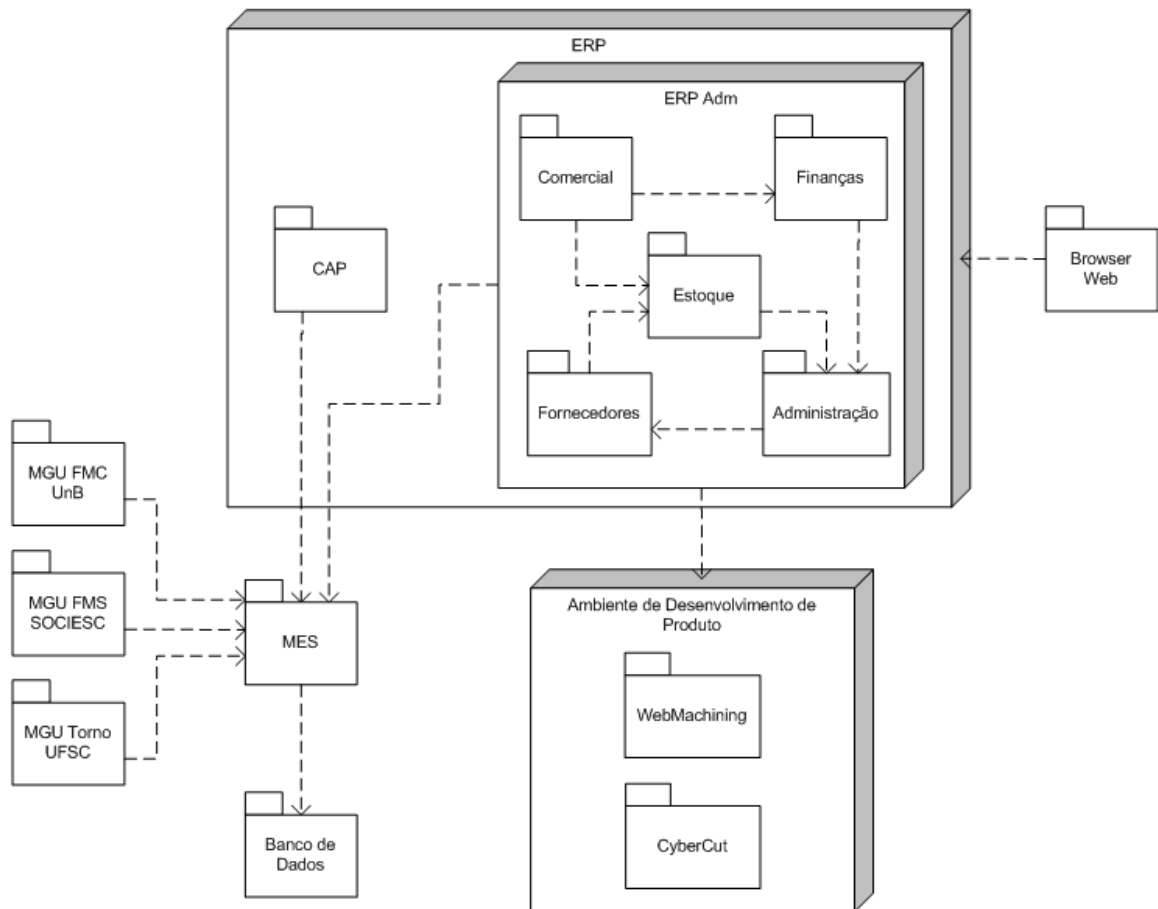 ERP
ERP Adm
Comercial
Finanças
CAP
Estoque
Browser
Web
Fornecedores
Administração
MGU FMC
UnB
MGU FMS
SOCIESC
MES
Ambiente de Desenvolvimento de
Produto
WebMachining
MGU Torno
UFSC
Banco de
Dados
CyberCut